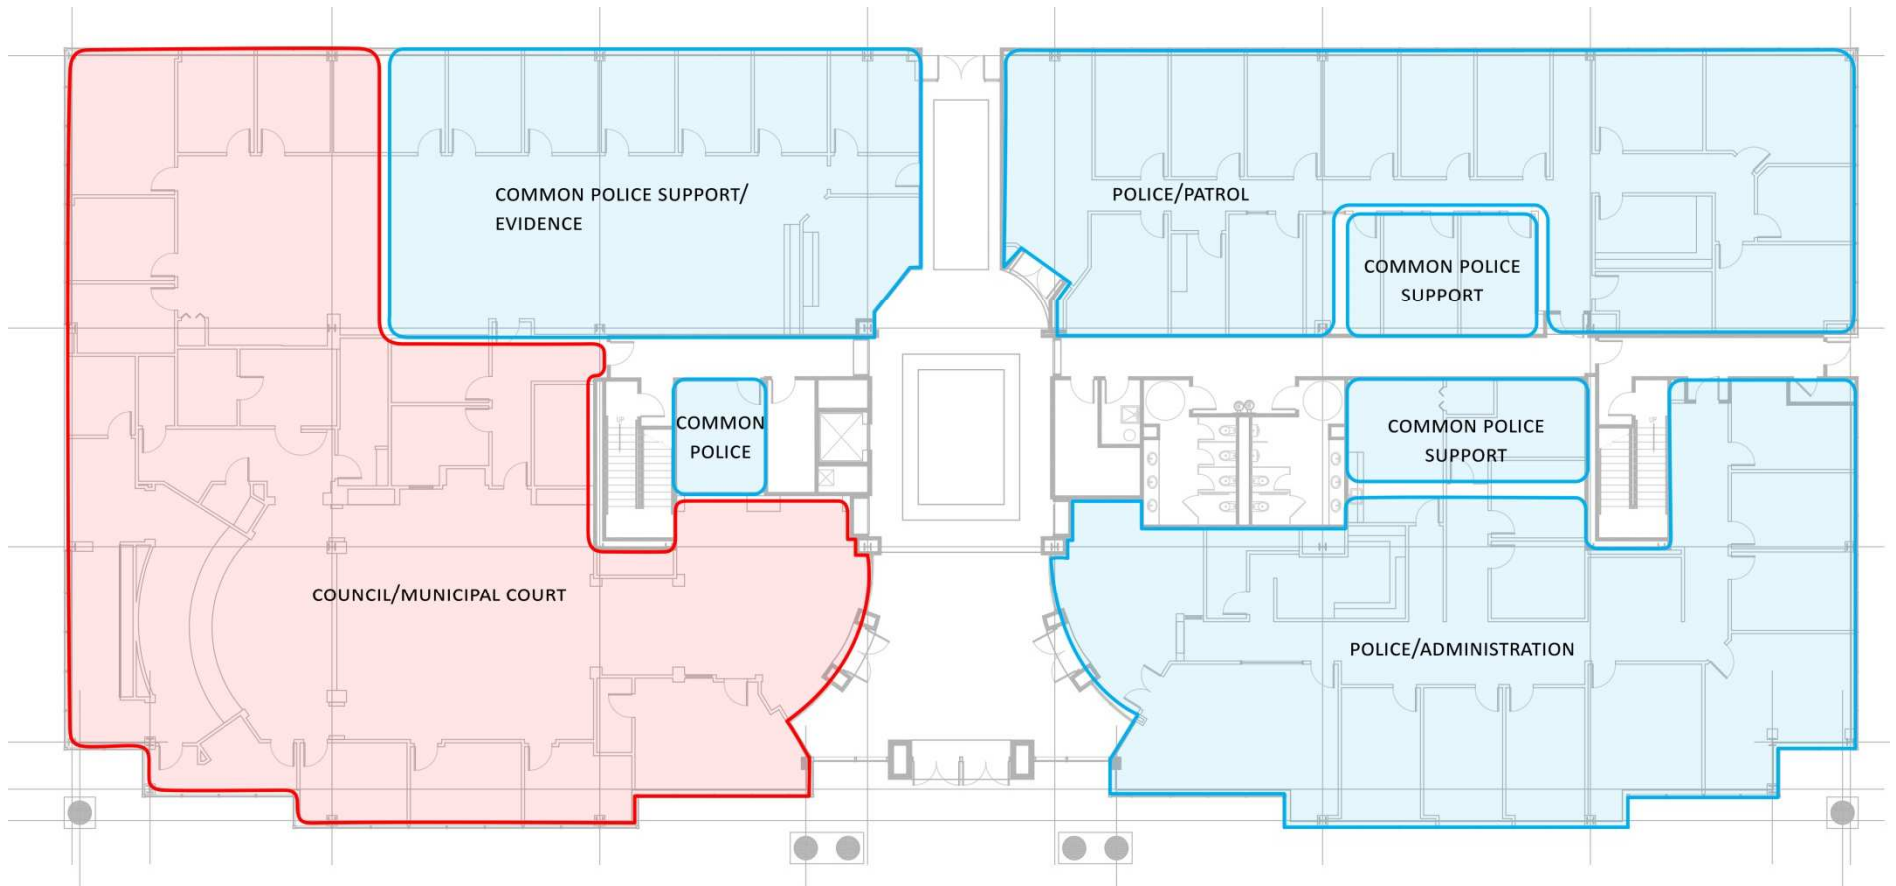 COMMON POLICE SUPPORT/
EVIDENCE
POLICE/PATROL
COMMON POLICE
SUPPORT
COMMON
POLICE
COMMON POLICE
SUPPORT
COUNCIL/MUNICIPAL COURT
POLICE/ADMINISTRATION
UP